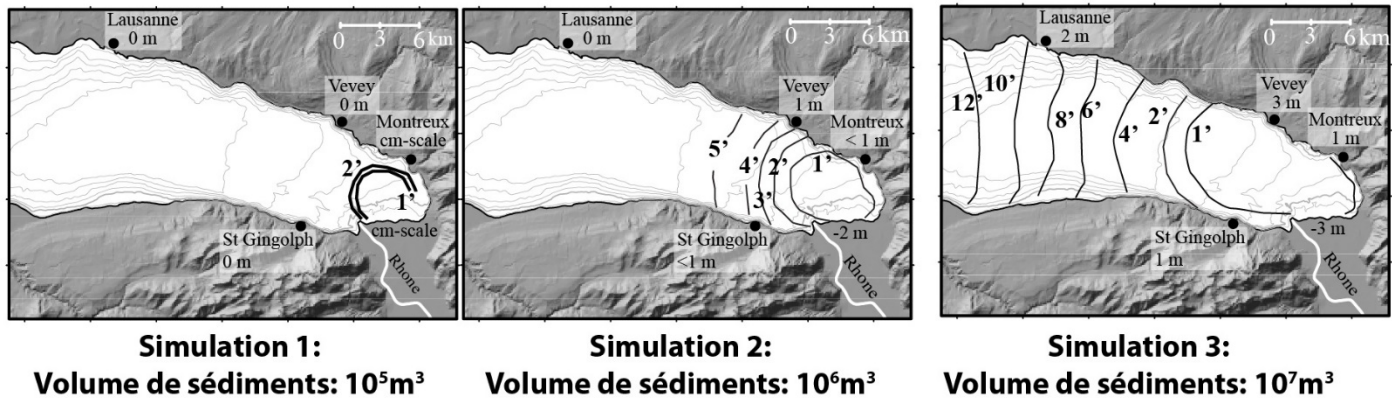 Lausanne
0 m
0 3 6 km
Vevey
0 m
Montreux
cm-scale
2’
1’
cm-scale
St Gingolph
0 m
Rhone
Simulation 1:
Volume de sédiments: 10⁵m³
Lausanne
0 m
0 3 6 km
Vevey
1 m
Montreux
< 1 m
5’
4’
2’
1’
3’
-2 m
St Gingolph
<1 m
Rhone
Simulation 2:
Volume de sédiments: 10⁶m³
Lausanne
2 m
0 3 6 km
Vevey
3 m
Montreux
1 m
12’
10’
8’
6’
4’
2’
1’
-3 m
St Gingolph
1 m
Rhone
Simulation 3:
Volume de sédiments: 10⁷m³